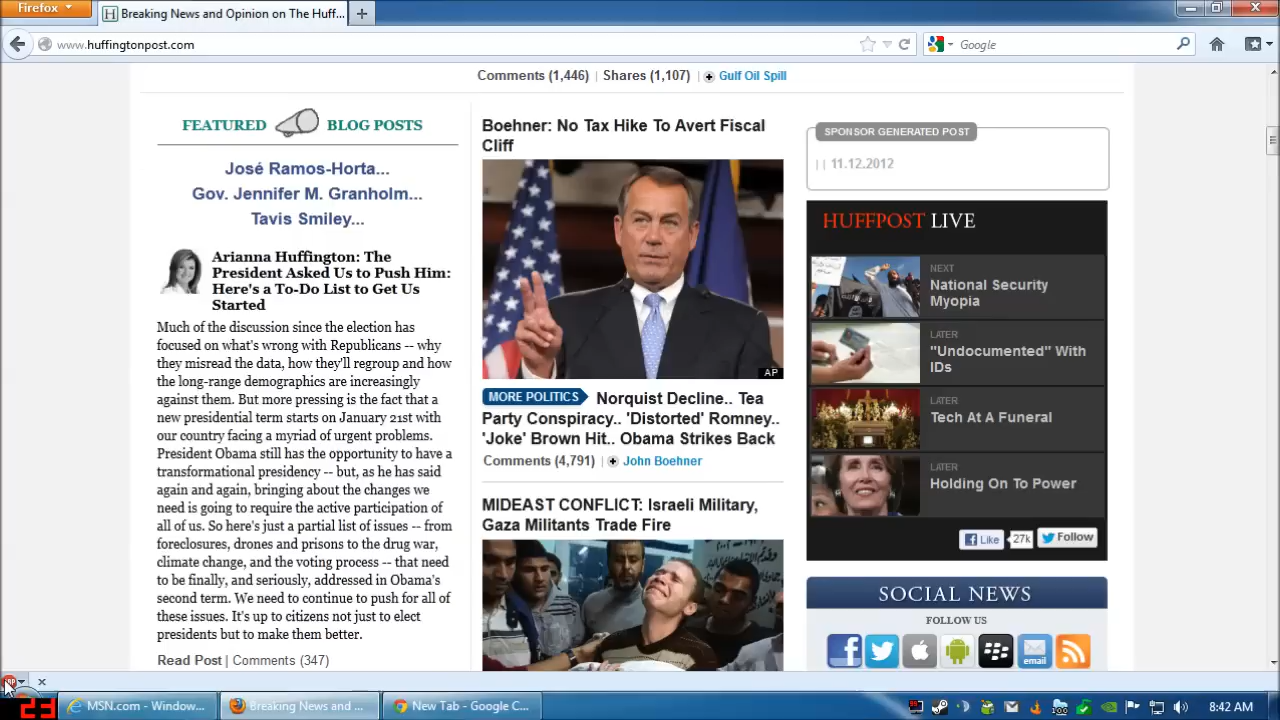 Firefox
Breaking News and Opinion on The Huff...
www.huffingtonpost.com
Google
Comments (1,446) | Shares (1,107) | Gulf Oil Spill
FEATURED BLOG POSTS
José Ramos-Horta...
Gov. Jennifer M. Granholm...
Tavis Smiley...
Arianna Huffington: The
President Asked Us to Push Him:
Here's a To-Do List to Get Us
Started
Much of the discussion since the election has
focused on what's wrong with Republicans -- why
they misread the data, how they'll regroup and how
the long-range demographics are increasingly
against them. But more pressing is the fact that a
new presidential term starts on January 21st with
our country facing a myriad of urgent problems.
President Obama still has the opportunity to have a
transformational presidency -- but, as he has said
again and again, bringing about the changes we
need is going to require the active participation of
all of us. So here's just a partial list of issues -- from
foreclosures, drones and prisons to the drug war,
climate change, and the voting process -- that need
to be finally, and seriously, addressed in Obama's
second term. We need to continue to push for all of
these issues. It's up to citizens not just to elect
presidents but to make them better.
Read Post | Comments (347)
Boehner: No Tax Hike To Avert Fiscal
Cliff
AP
MORE POLITICS Norquist Decline.. Tea
Party Conspiracy.. 'Distorted' Romney..
'Joke' Brown Hit.. Obama Strikes Back
Comments (4,791) | John Boehner
MIDEAST CONFLICT: Israeli Military,
Gaza Militants Trade Fire
SPONSOR GENERATED POST
| | 11.12.2012
HUFFPOST LIVE
NEXT
National Security
Myopia
LATER
"Undocumented" With
IDs
LATER
Tech At A Funeral
LATER
Holding On To Power
Like 27k Follow
SOCIAL NEWS
FOLLOW US
email
23
MSN.com - Window...
Breaking News and ...
New Tab - Google C...
8:42 AM